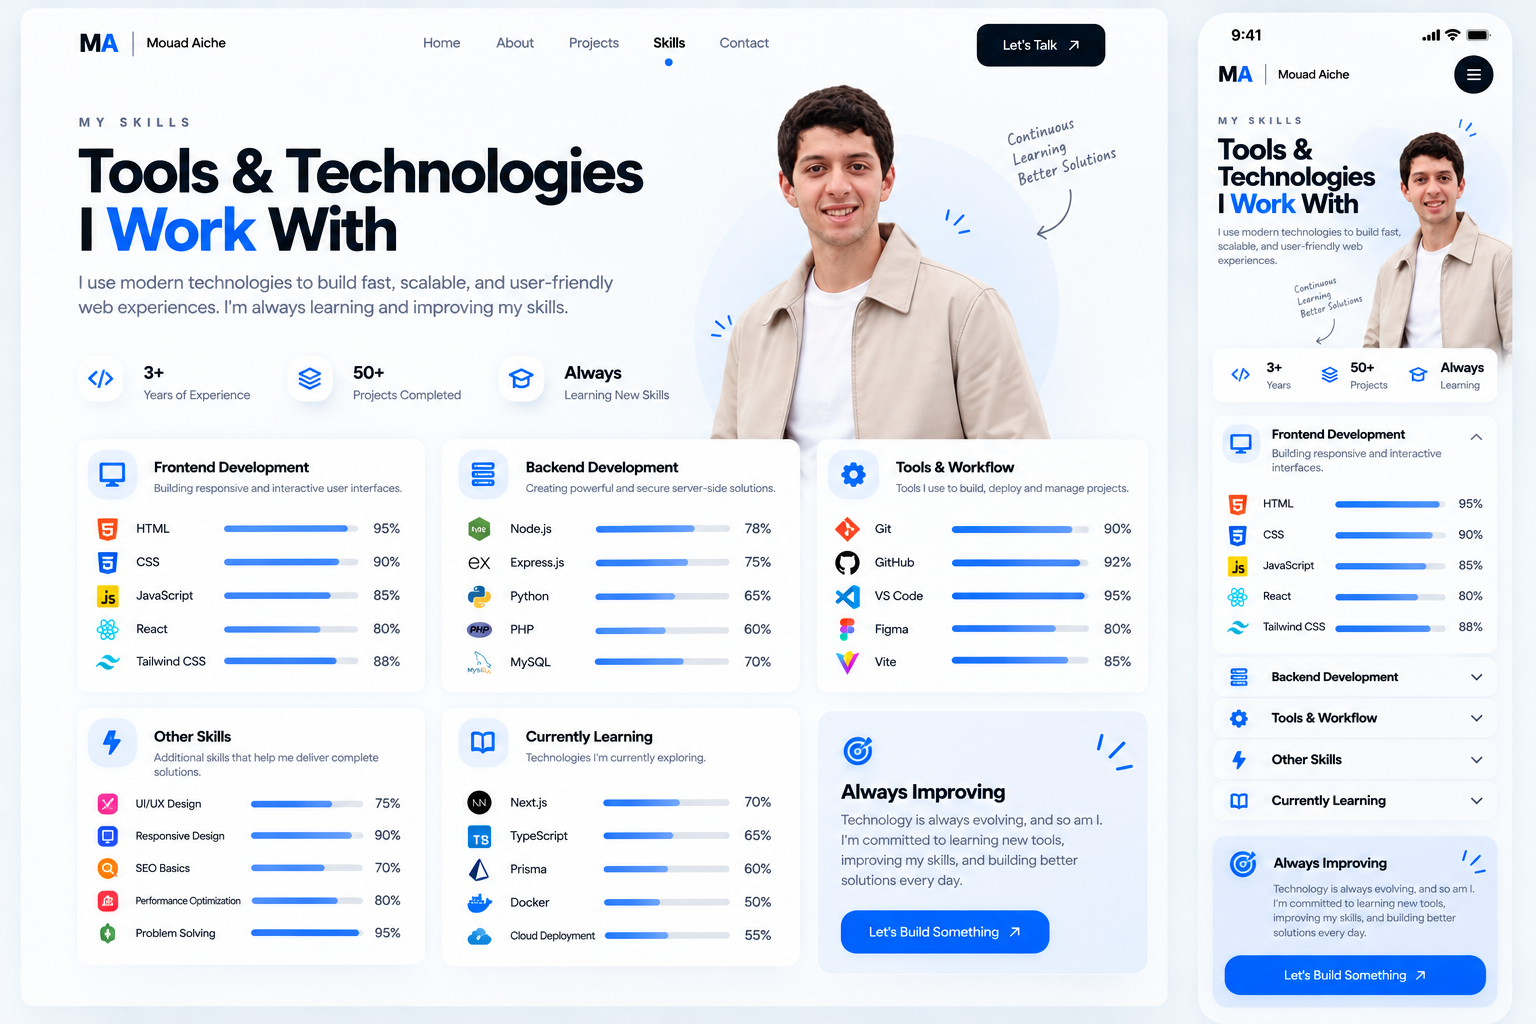 MA
Mouad Aiche
Home
About
Projects
Skills
Contact
Let's Talk
MY SKILLS
Tools & Technologies
I Work With
I use modern technologies to build fast, scalable, and user-friendly
web experiences. I'm always learning and improving my skills.
Continuous
Learning
Better Solutions
3+
Years of Experience
50+
Projects Completed
Always
Learning New Skills
Frontend Development
Building responsive and interactive user interfaces.
HTML 95%
CSS 90%
JavaScript 85%
React 80%
Tailwind CSS 88%
Backend Development
Creating powerful and secure server-side solutions.
Node.js 78%
ex Express.js 75%
Python 65%
PHP PHP 60%
MySQL 70%
Tools & Workflow
Tools I use to build, deploy and manage projects.
Git 90%
GitHub 92%
VS Code 95%
Figma 80%
Vite 85%
Other Skills
Additional skills that help me deliver complete
solutions.
UI/UX Design 75%
Responsive Design 90%
SEO Basics 70%
Performance Optimization 80%
Problem Solving 95%
Currently Learning
Technologies I'm currently exploring.
Next.js 70%
TS TypeScript 65%
Prisma 60%
Docker 50%
Cloud Deployment 55%
Always Improving
Technology is always evolving, and so am I.
I'm committed to learning new tools,
improving my skills, and building better
solutions every day.
Let's Build Something
9:41
MA
Mouad Aiche
MY SKILLS
Tools &
Technologies
I Work With
I use modern technologies to build fast,
scalable, and user-friendly web
experiences.
Continuous
Learning
Better Solutions
3+
Years
50+
Projects
Always
Learning
Frontend Development
Building responsive and interactive
interfaces.
HTML 95%
CSS 90%
JS JavaScript 85%
React 80%
Tailwind CSS 88%
Backend Development
Tools & Workflow
Other Skills
Currently Learning
Always Improving
Technology is always evolving, and so am I.
I'm committed to learning new tools,
improving my skills, and building better
solutions every day.
Let's Build Something